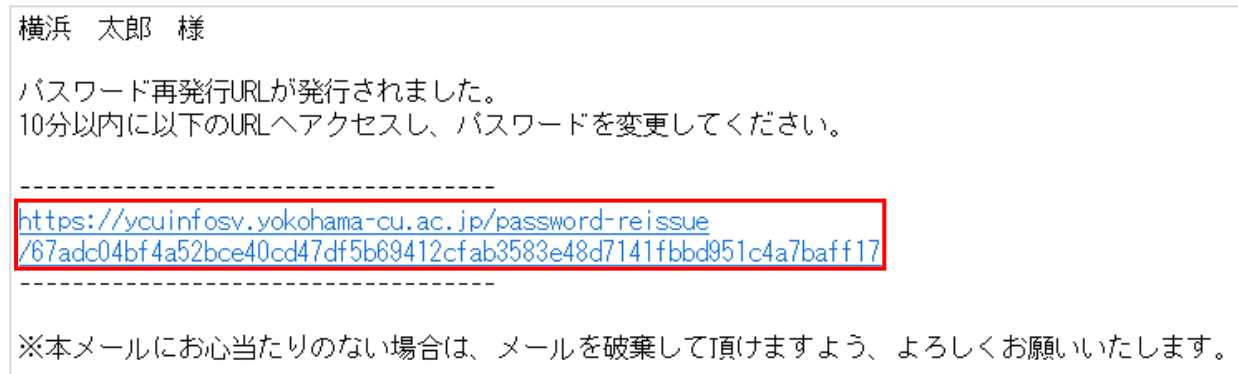 横浜　太郎　様
パスワード再発行URLが発行されました。
10分以内に以下のURLへアクセスし、パスワードを変更してください。
------------------------------------
https://ycuinfosv.yokohama-cu.ac.jp/password-reissue
/67adc04bf4a52bce40cd47df5b69412cfab3583e48d7141fbbd951c4a7baff17
------------------------------------
※本メールにお心当たりのない場合は、メールを破棄して頂けますよう、よろしくお願いいたします。